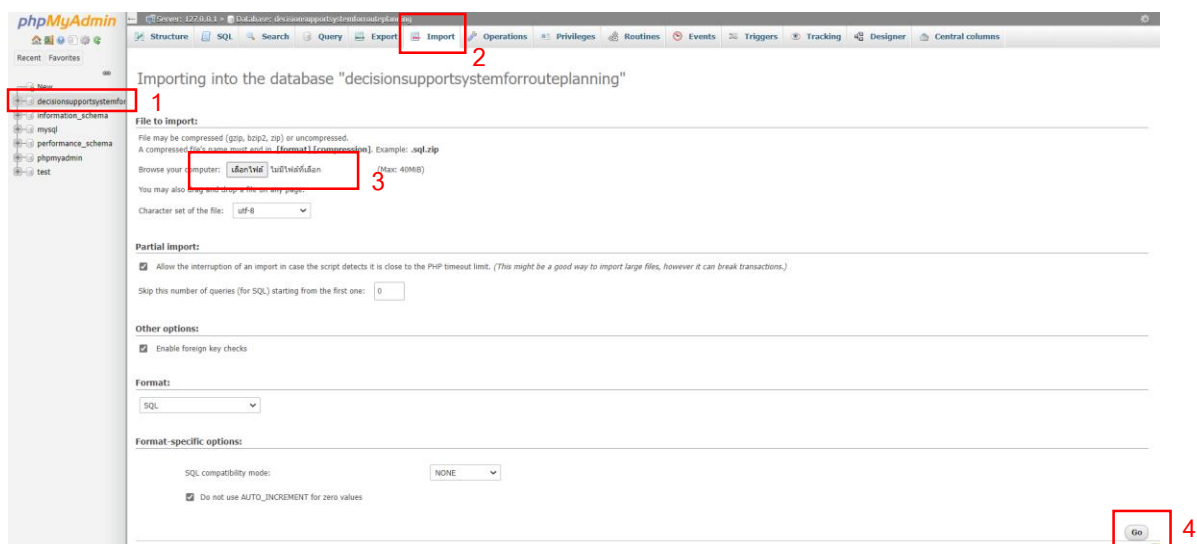 phpMyAdmin
Recent Favorites
New
decisionsupportsystemfor
information_schema
mysql
performance_schema
phpmyadmin
test
1
Server: 127.0.0.1 » Database: decisionsupportsystemforrouteplanning
Structure SQL Search Query Export Import Operations Privileges Routines Events Triggers Tracking Designer Central columns
2
Importing into the database "decisionsupportsystemforrouteplanning"
File to import:
File may be compressed (gzip, bzip2, zip) or uncompressed.
A compressed file's name must end in .[format].[compression]. Example: .sql.zip
Browse your computer: เลือกไฟล์ ไม่มีไฟล์ที่เลือก (Max: 40MiB)
3
You may also drag and drop a file on any page.
Character set of the file: utf-8
Partial import:
Allow the interruption of an import in case the script detects it is close to the PHP timeout limit. (This might be a good way to import large files, however it can break transactions.)
Skip this number of queries (for SQL) starting from the first one: 0
Other options:
Enable foreign key checks
Format:
SQL
Format-specific options:
SQL compatibility mode: NONE
Do not use AUTO_INCREMENT for zero values
Go
4